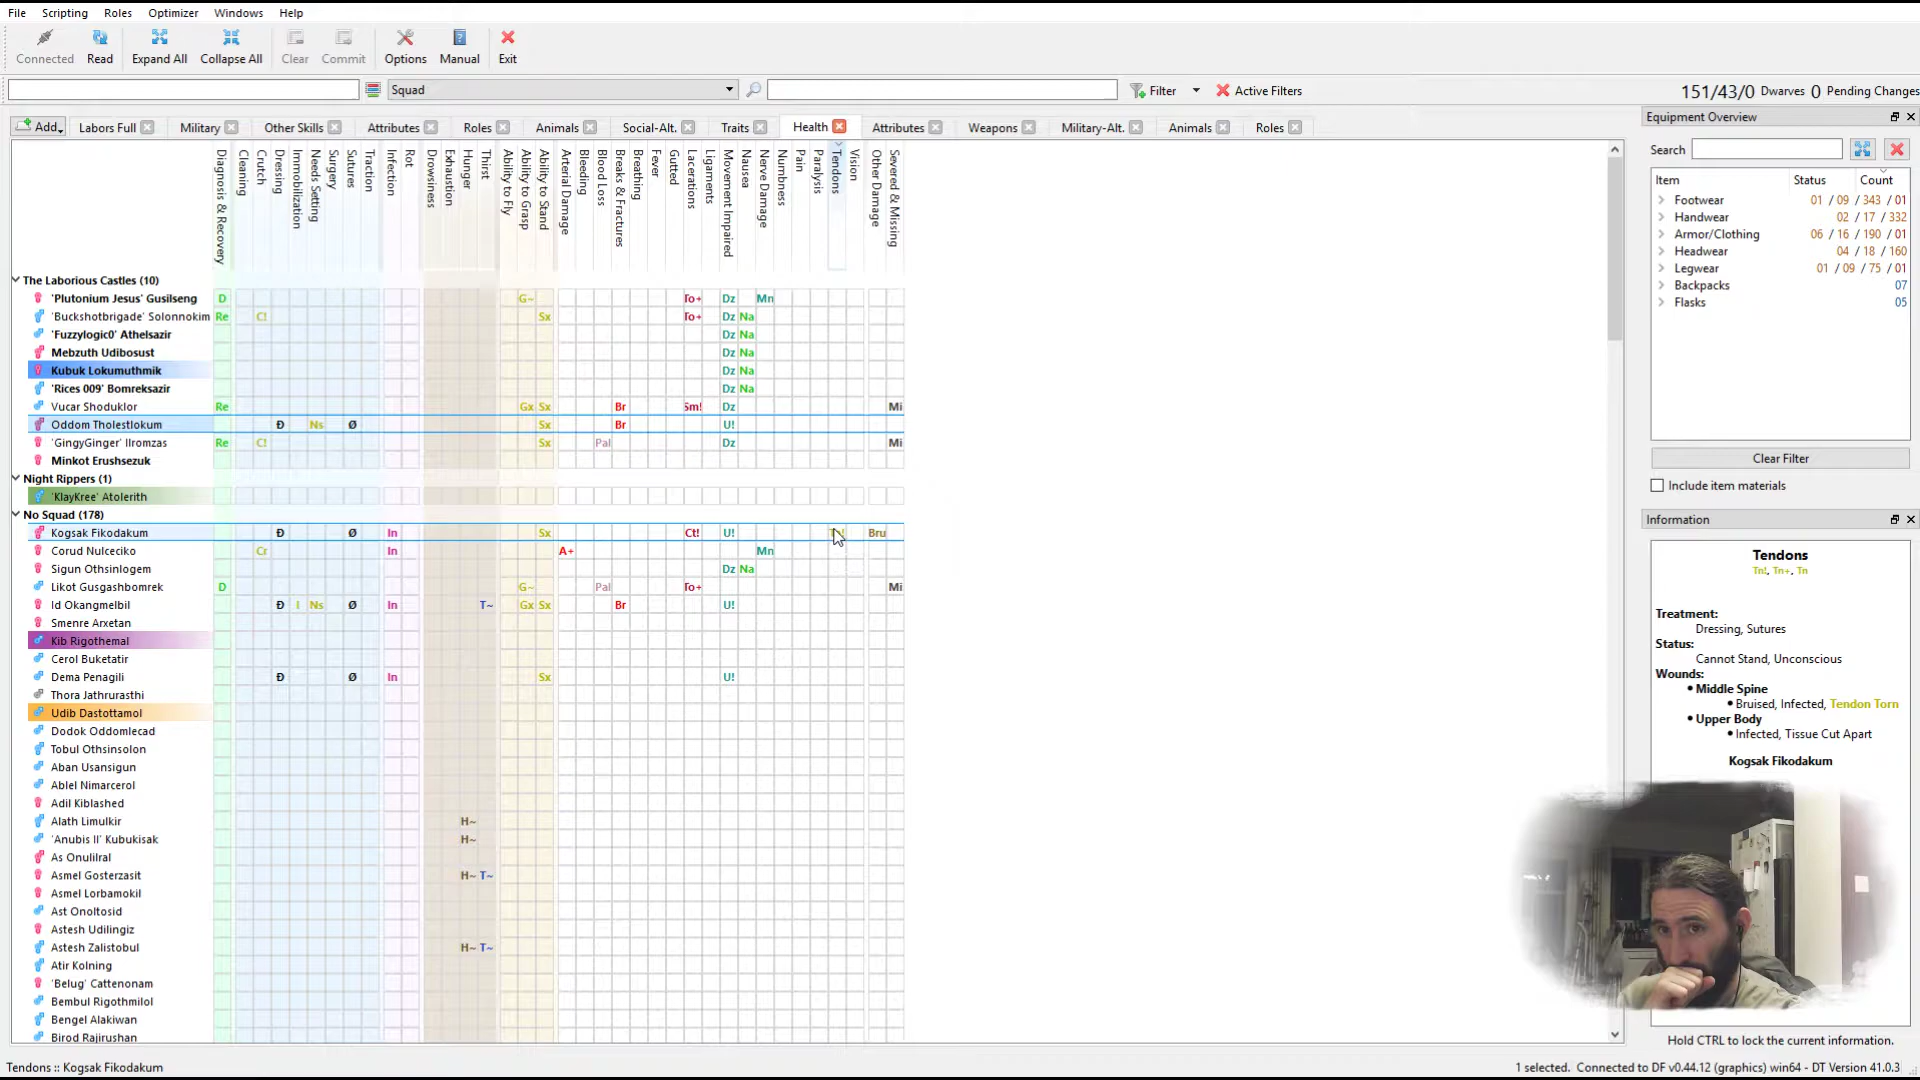 File Scripting Roles Optimizer Windows Help
Connected Read Expand All Collapse All Clear Commit Options Manual Exit
Squad Filter Active Filters 151/43/0 Dwarves 0 Pending Changes
Add Labors Full Military Other Skills Attributes Roles Animals Social-Alt. Traits Health Attributes Weapons Military-Alt. Animals Roles
Diagnosis & Recovery
Cleaning
Crutch
Dressing
Immobilization
Needs Setting
Surgery
Sutures
Traction
Infection
Rot
Drowsiness
Exhaustion
Hunger
Thirst
Ability to Fly
Ability to Grasp
Ability to Stand
Arterial Damage
Bleeding
Blood Loss
Breaks & Fractures
Breathing
Fever
Gutted
Lacerations
Ligaments
Movement Impaired
Nausea
Nerve Damage
Numbness
Pain
Paralysis
Tendons
Vision
Other Damage
Severed & Missing
The Laborious Castles (10)
'Plutonium Jesus' Gusilseng D G~ To+ Dz Mn
'Buckshotbrigade' Solonnokim Re C! Sx To+ Dz Na
'Fuzzylogic0' Athelsazir Dz Na
Mebzuth Udibosust Dz Na
Kubuk Lokumuthmik Dz Na
'Rices 009' Bomreksazir Dz Na
Vucar Shoduklor Re Gx Sx Br Sm! Dz Mi
Oddom Tholestlokum Đ Ns Ø Sx Br U!
'GingyGinger' Ilromzas Re C! Sx Pal Dz Mi
Minkot Erushsezuk
Night Rippers (1)
'KlayKree' Atolerith
No Squad (178)
Kogsak Fikodakum Đ Ø In Sx Ct! U! Bru
Corud Nulceciko Cr In A+ Mn
Sigun Othsinlogem Dz Na
Likot Gusgashbomrek D G~ Pal To+ Mi
Id Okangmelbil Đ I Ns Ø In T~ Gx Sx Br U!
Smenre Arxetan
Kib Rigothemal
Cerol Buketatir
Dema Penagili Đ Ø In Sx U!
Thora Jathrurasthi
Udib Dastottamol
Dodok Oddomlecad
Tobul Othsinsolon
Aban Usansigun
Ablel Nimarcerol
Adil Kiblashed
Alath Limulkir H~
'Anubis II' Kubukisak H~
As Onulilral
Asmel Gosterzasit H~ T~
Asmel Lorbamokil
Ast Onoltosid
Astesh Udilingiz
Astesh Zalistobul H~ T~
Atir Kolning
'Belug' Cattenonam
Bembul Rigothmilol
Bengel Alakiwan
Birod Rajirushan
Equipment Overview
Search
Item Status Count
Footwear 01 / 09 / 343 / 01
Handwear 02 / 17 / 332
Armor/Clothing 06 / 16 / 190 / 01
Headwear 04 / 18 / 160
Legwear 01 / 09 / 75 / 01
Backpacks 07
Flasks 05
Clear Filter
Include item materials
Information
Tendons
Tn!, Tn+, Tn
Treatment:
Dressing, Sutures
Status:
Cannot Stand, Unconscious
Wounds:
• Middle Spine
• Bruised, Infected, Tendon Torn
• Upper Body
• Infected, Tissue Cut Apart
Kogsak Fikodakum
Hold CTRL to lock the current information.
Tendons :: Kogsak Fikodakum 1 selected. Connected to DF v0.44.12 (graphics) win64 - DT Version 41.0.3